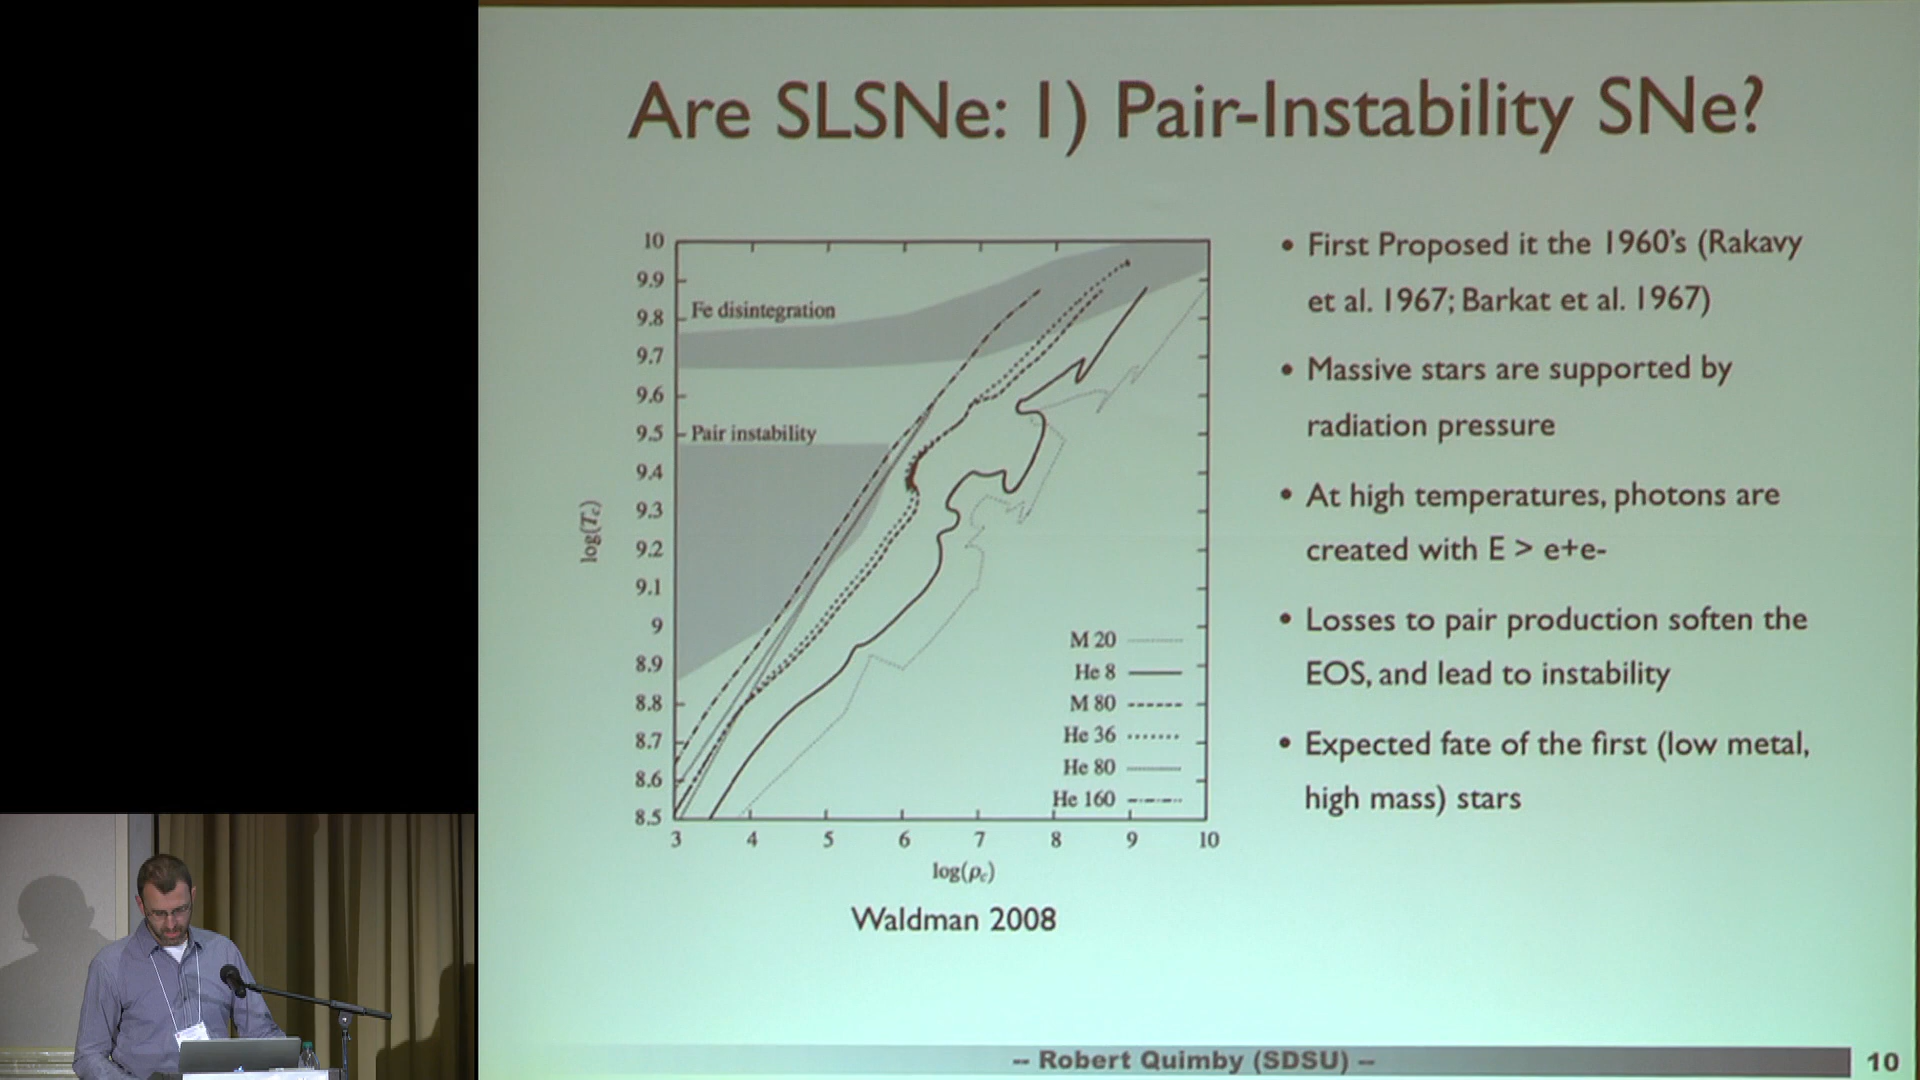 Are SLSNe: 1) Pair-Instability SNe?
10
9.9
9.8
9.7
9.6
9.5
9.4
9.3
9.2
9.1
9
8.9
8.8
8.7
8.6
8.5
log(Tc)
Fe disintegration
Pair instability
M 20
He 8
M 80
He 36
He 80
He 160
3 4 5 6 7 8 9 10
log(ρc)
Waldman 2008
• First Proposed it the 1960's (Rakavy
et al. 1967; Barkat et al. 1967)
• Massive stars are supported by
radiation pressure
• At high temperatures, photons are
created with E > e+e-
• Losses to pair production soften the
EOS, and lead to instability
• Expected fate of the first (low metal,
high mass) stars
-- Robert Quimby (SDSU) --
10